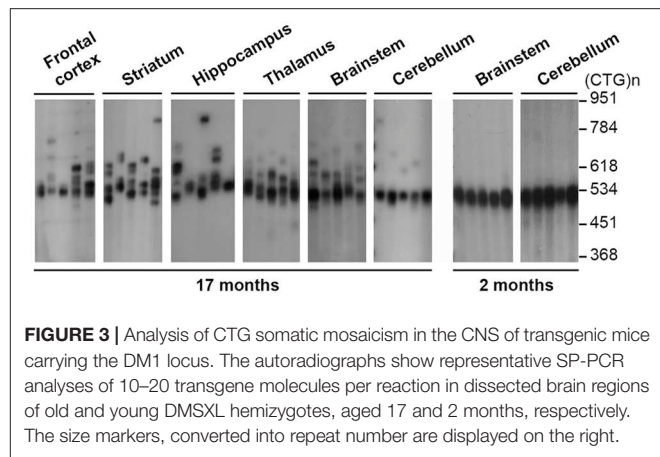 Frontal
cortex
Striatum
Hippocampus
Thalamus
Brainstem
Cerebellum
Brainstem
Cerebellum
(CTG)n
951
784
618
534
451
368
17 months
2 months
FIGURE 3 | Analysis of CTG somatic mosaicism in the CNS of transgenic mice
carrying the DM1 locus. The autoradiographs show representative SP-PCR
analyses of 10–20 transgene molecules per reaction in dissected brain regions
of old and young DMSXL hemizygotes, aged 17 and 2 months, respectively.
The size markers, converted into repeat number are displayed on the right.